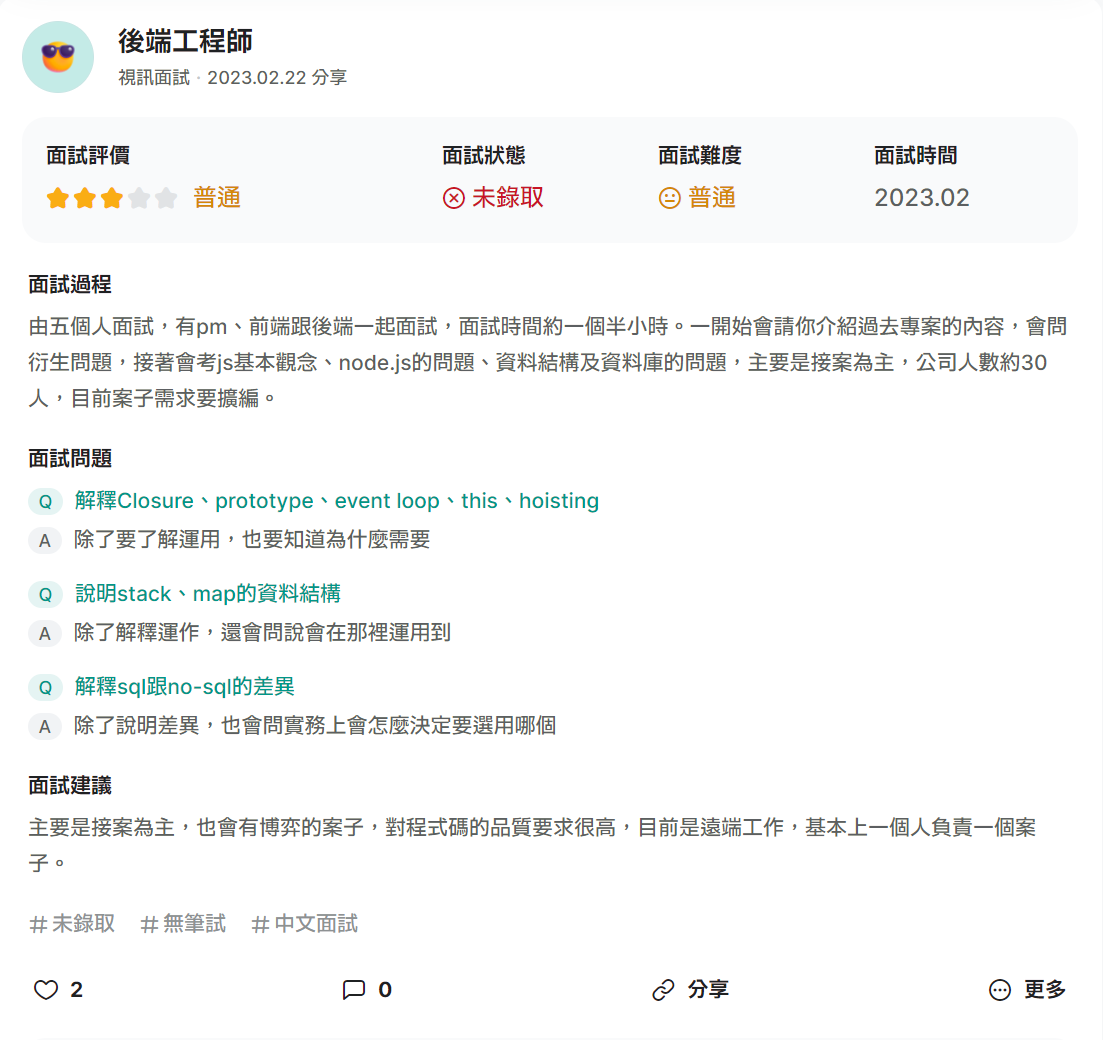 後端工程師
視訊面試 · 2023.02.22 分享
面試評價 面試狀態 面試難度 面試時間
普通 未錄取 普通 2023.02
面試過程
由五個人面試，有pm、前端跟後端一起面試，面試時間約一個半小時。一開始會請你介紹過去專案的內容，會問
衍生問題，接著會考js基本觀念、node.js的問題、資料結構及資料庫的問題，主要是接案為主，公司人數約30
人，目前案子需求要擴編。
面試問題
Q 解釋Closure、prototype、event loop、this、hoisting
A 除了要了解運用，也要知道為什麼需要
Q 說明stack、map的資料結構
A 除了解釋運作，還會問說會在那裡運用到
Q 解釋sql跟no-sql的差異
A 除了說明差異，也會問實務上會怎麼決定要選用哪個
面試建議
主要是接案為主，也會有博弈的案子，對程式碼的品質要求很高，目前是遠端工作，基本上一個人負責一個案
子。
# 未錄取 # 無筆試 # 中文面試
2 0 分享 更多